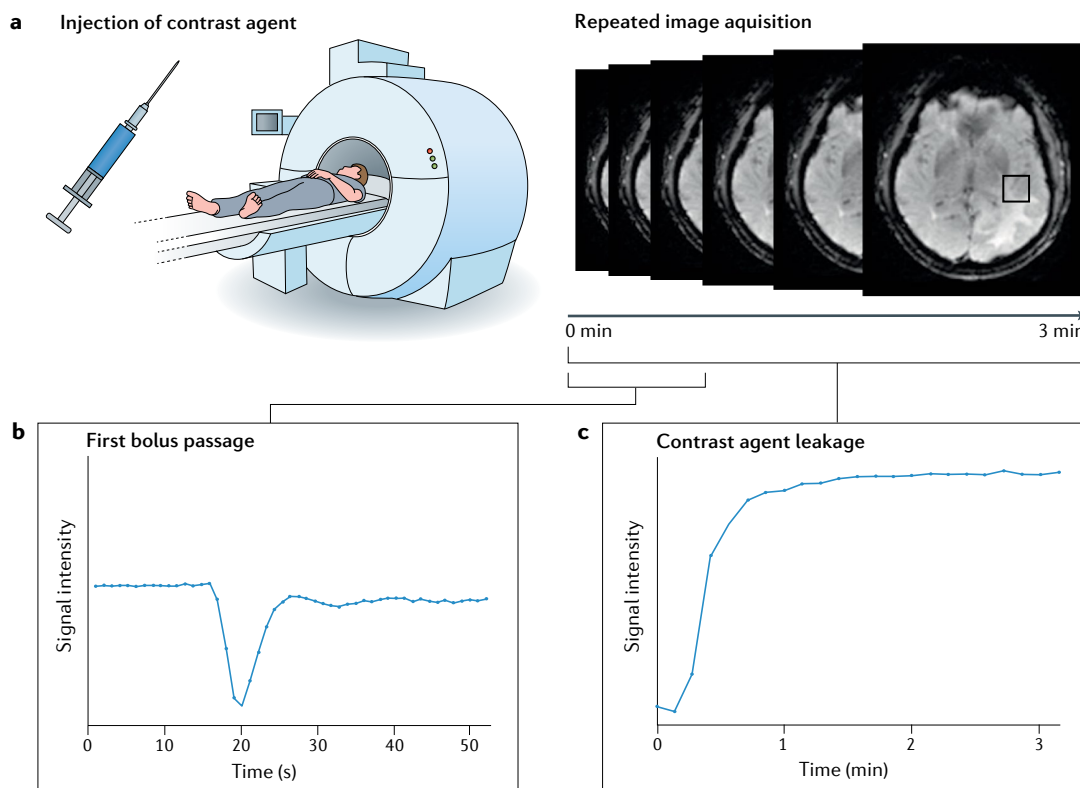 a Injection of contrast agent
Repeated image aquisition
0 min 3 min
b First bolus passage
Signal intensity
0 10 20 30 40 50
Time (s)
c Contrast agent leakage
Signal intensity
0 1 2 3
Time (min)